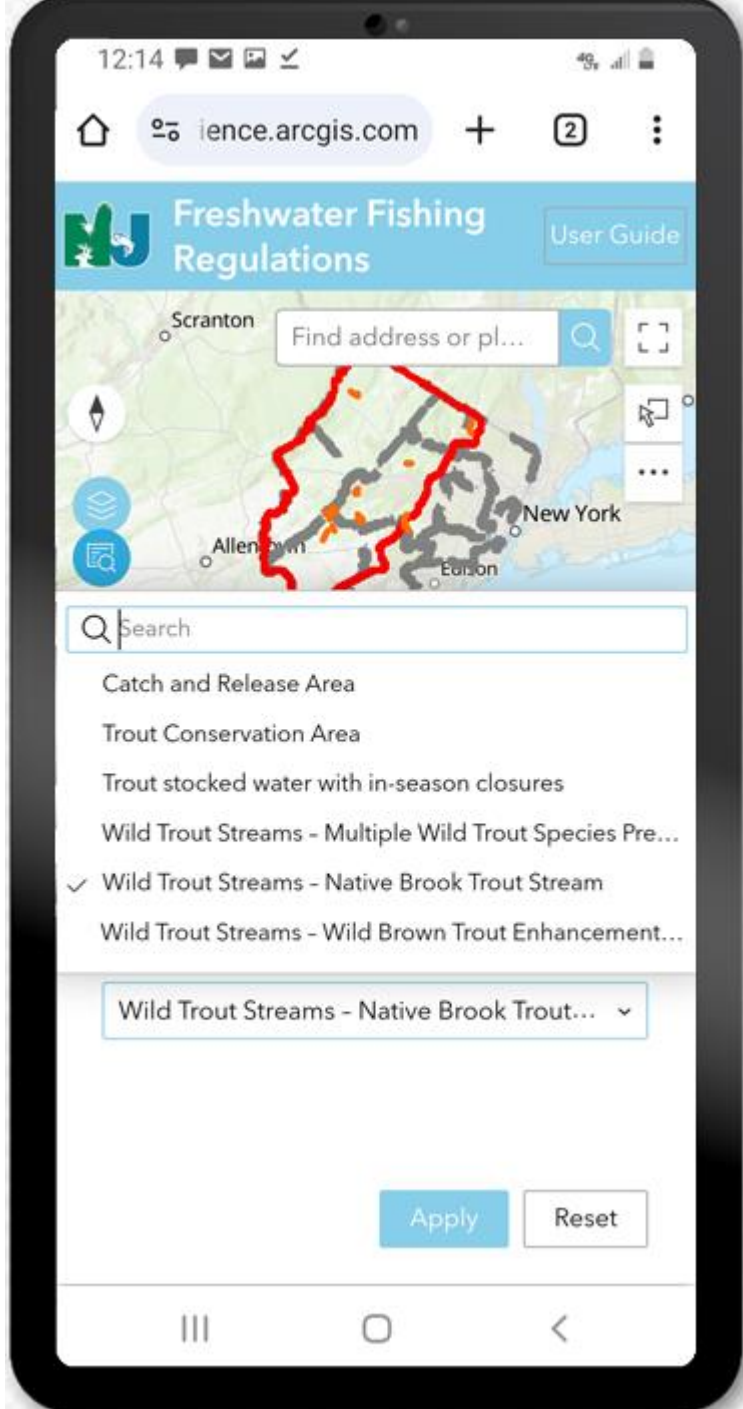 12:14
4G
ience.arcgis.com
2
NJ
Freshwater Fishing
Regulations
User Guide
Scranton
Find address or pl...
New York
Edison
Search
Catch and Release Area
Trout Conservation Area
Trout stocked water with in-season closures
Wild Trout Streams – Multiple Wild Trout Species Pre...
Wild Trout Streams – Native Brook Trout Stream
Wild Trout Streams – Wild Brown Trout Enhancement...
Wild Trout Streams – Native Brook Trout...
Apply
Reset